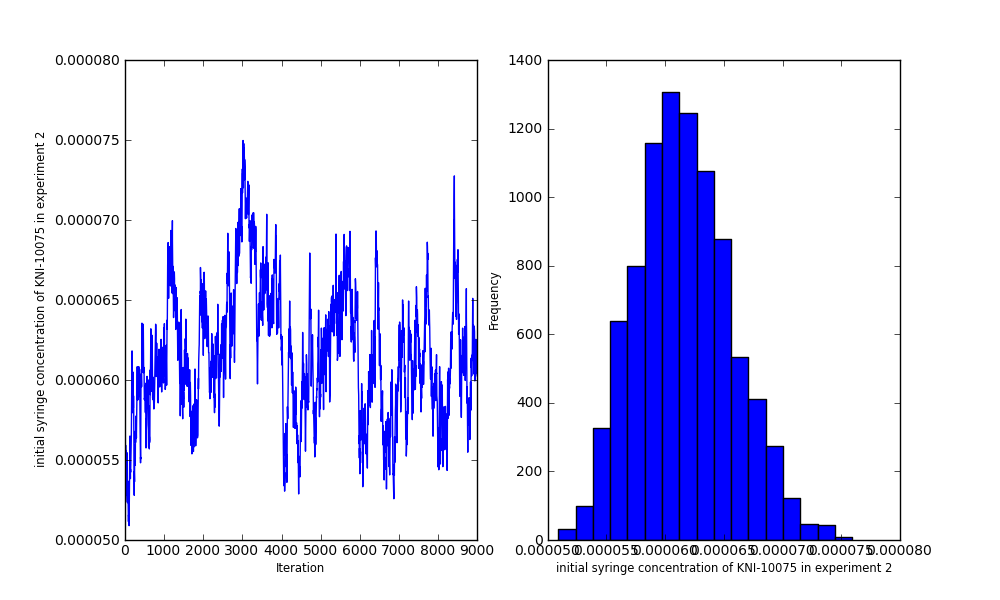 0.000080
0.000075
0.000070
0.000065
0.000060
0.000055
0.000050
initial syringe concentration of KNI-10075 in experiment 2
0 1000 2000 3000 4000 5000 6000 7000 8000 9000
Iteration
1400
1200
1000
800
600
400
200
0
Frequency
0.000050 0.000055 0.000060 0.000065 0.000070 0.000075 0.000080
initial syringe concentration of KNI-10075 in experiment 2